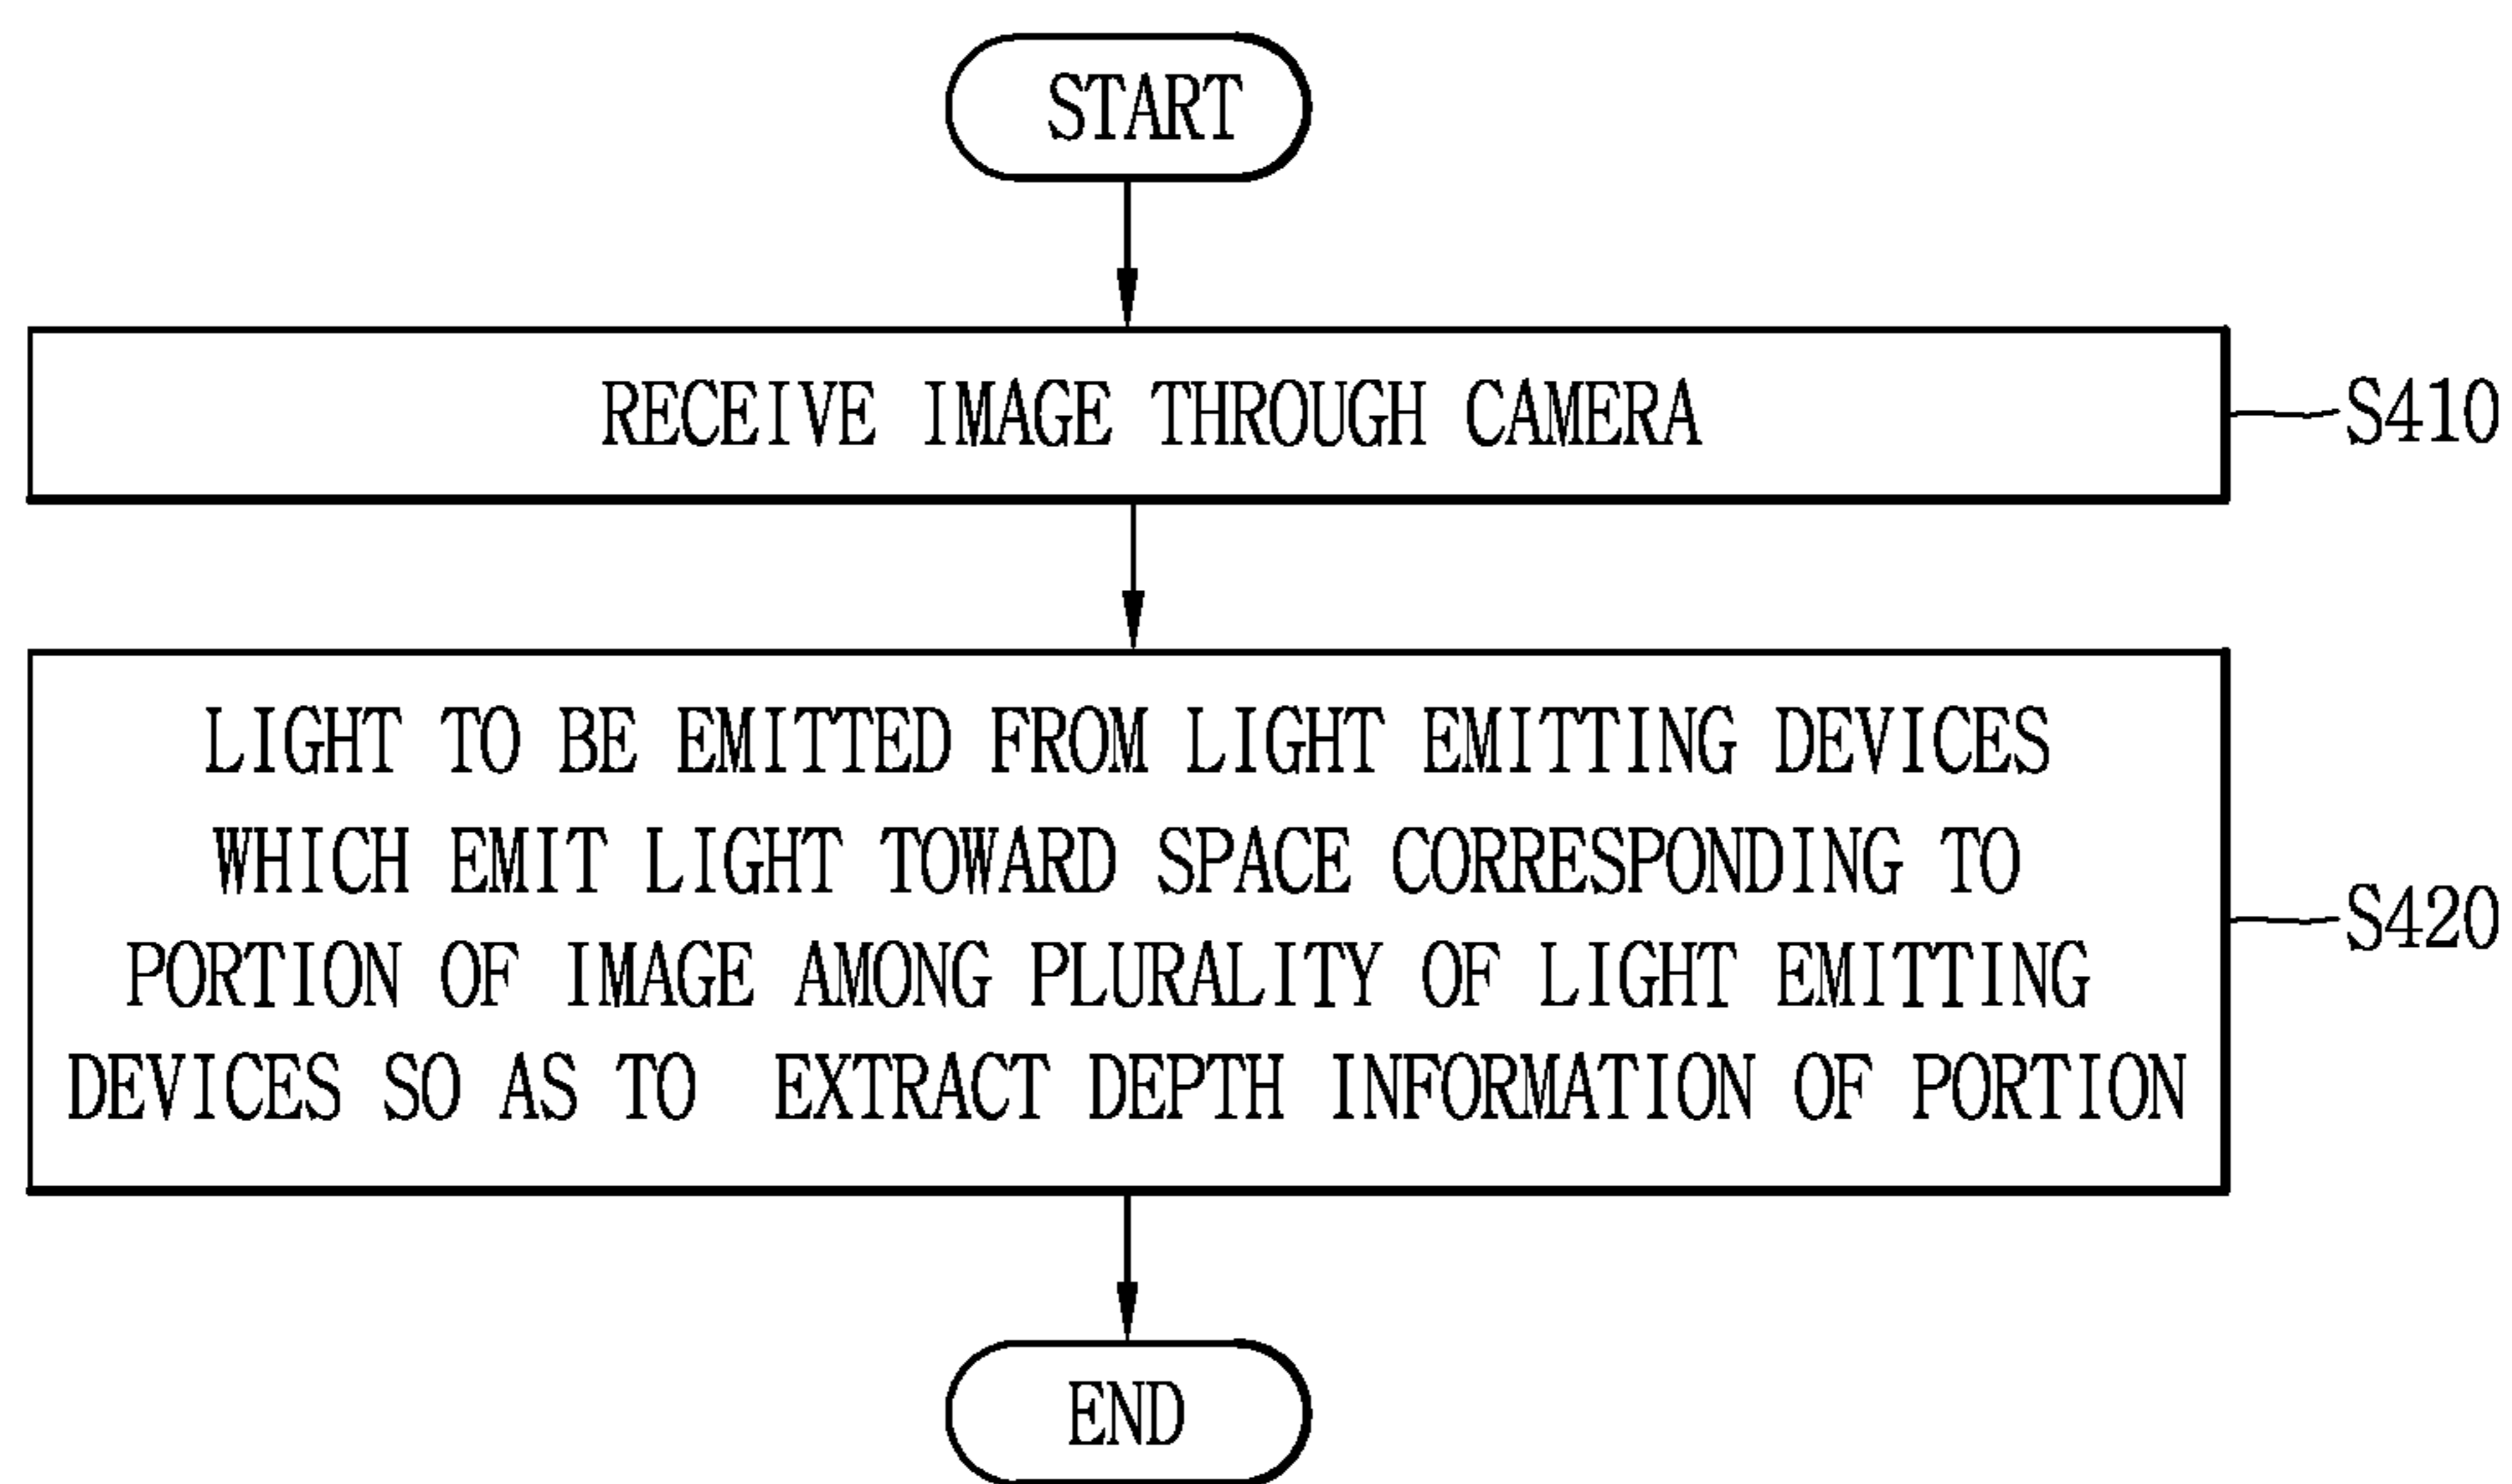 START
RECEIVE IMAGE THROUGH CAMERA
S410
LIGHT TO BE EMITTED FROM LIGHT EMITTING DEVICES
WHICH EMIT LIGHT TOWARD SPACE CORRESPONDING TO
PORTION OF IMAGE AMONG PLURALITY OF LIGHT EMITTING
DEVICES SO AS TO EXTRACT DEPTH INFORMATION OF PORTION
S420
END